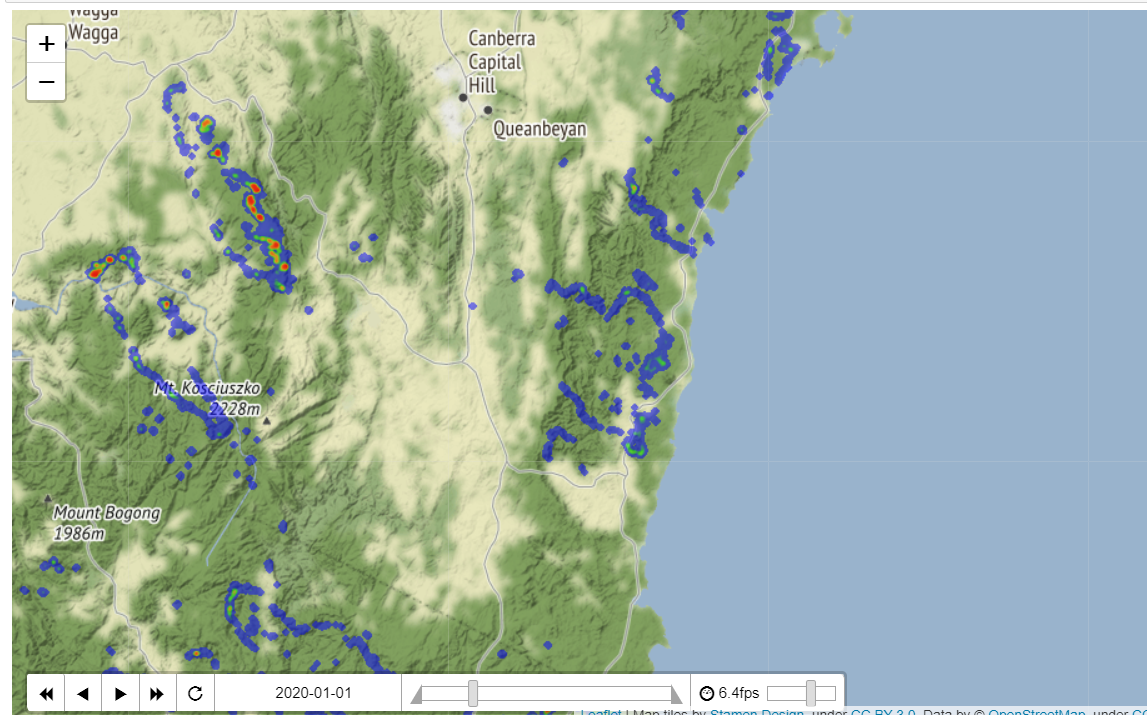 Wagga
Wagga
Canberra
Capital
Hill
Queanbeyan
Mt. Kosciuszko
2228m
Mount Bogong
1986m
+
−
2020-01-01
6.4fps
Leaflet | Map tiles by Stamen Design, under CC BY 3.0. Data by © OpenStreetMap, under